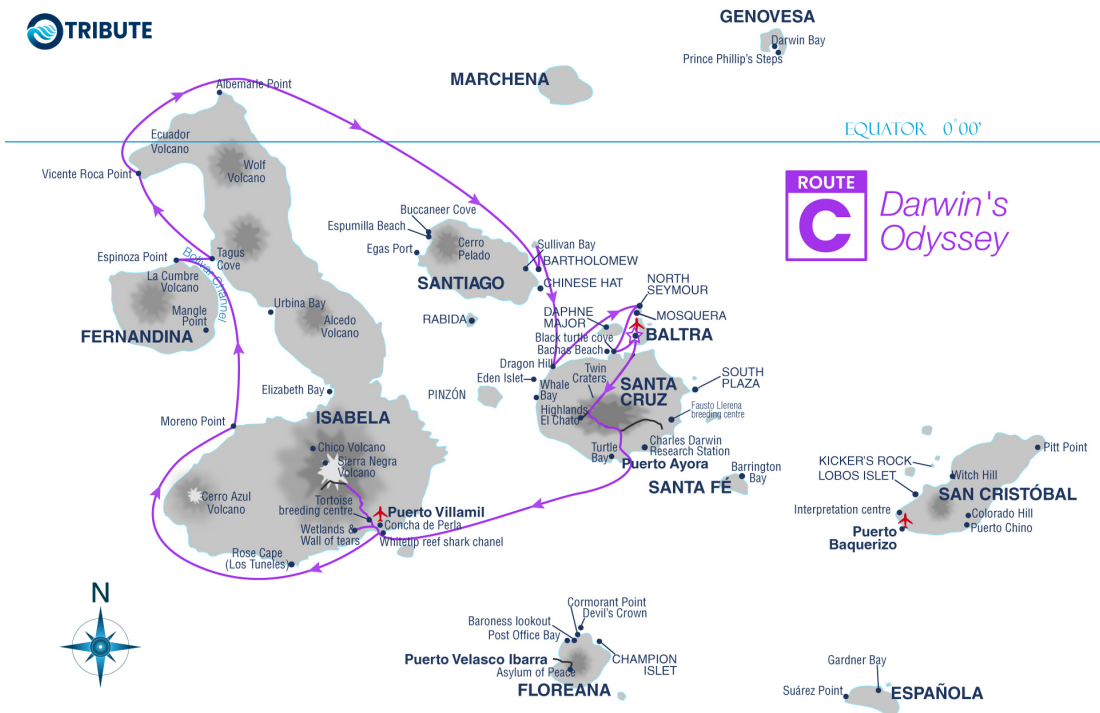 TRIBUTE
GENOVESA
Darwin Bay
Prince Phillip's Steps
MARCHENA
Albemarle Point
EQUATOR 0°00'
Ecuador
Volcano
Wolf
Volcano
Vicente Roca Point
ROUTE
C
Darwin's
Odyssey
Buccaneer Cove
Espumilla Beach
Egas Port
Cerro
Pelado
SANTIAGO
Sullivan Bay
BARTHOLOMEW
CHINESE HAT
Espinoza Point
Bolivar Channel
Tagus
Cove
La Cumbre
Volcano
Mangle
Point
FERNANDINA
Urbina Bay
Alcedo
Volcano
RABIDA
NORTH
SEYMOUR
MOSQUERA
DAPHNE
MAJOR
BALTRA
Black turtle cove
Bachas Beach
Dragon Hill
Eden Islet
Whale
Bay
Twin
Craters
SANTA
CRUZ
SOUTH
PLAZA
Highlands
El Chato
Fausto Llerena
breeding centre
PINZÓN
Elizabeth Bay
ISABELA
Moreno Point
Turtle
Bay
Charles Darwin
Research Station
Puerto Ayora
SANTA FÉ
Barrington
Bay
Chico Volcano
Sierra Negra
Volcano
Cerro Azul
Volcano
Tortoise
breeding centre
Puerto Villamil
Concha de Perla
Wetlands &
Wall of tears
Whitetip reef shark chanel
Rose Cape
(Los Tuneles)
Pitt Point
KICKER'S ROCK
LOBOS ISLET
Witch Hill
SAN CRISTÓBAL
Interpretation centre
Colorado Hill
Puerto Chino
Puerto
Baquerizo
N
Cormorant Point
Devil's Crown
Baroness lookout
Post Office Bay
Puerto Velasco Ibarra
Asylum of Peace
CHAMPION
ISLET
FLOREANA
Gardner Bay
Suárez Point
ESPAÑOLA